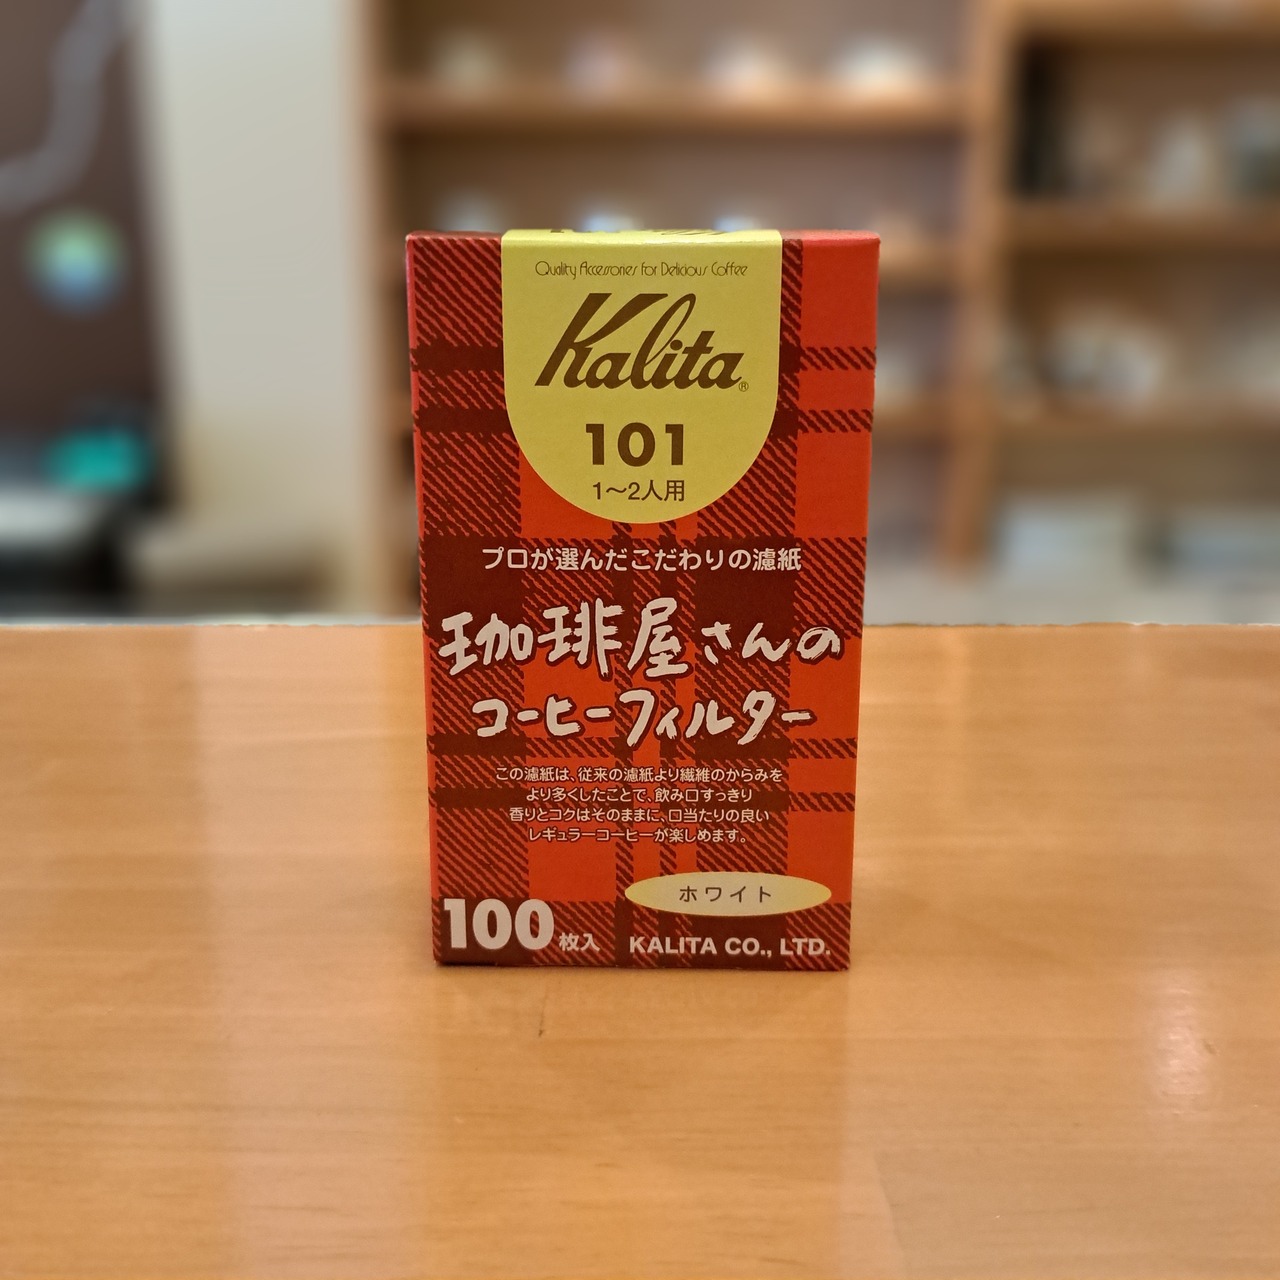 Quality Accessories for Delicious Coffee
Kalita®
101
1〜2人用
プロが選んだこだわりの濾紙
珈琲屋さんの
コーヒーフィルター
この濾紙は、従来の濾紙より繊維のからみを
より多くしたことで、飲み口すっきり
香りとコクはそのままに、口当たりの良い
レギュラーコーヒーが楽しめます。
ホワイト
100枚入
KALITA CO., LTD.